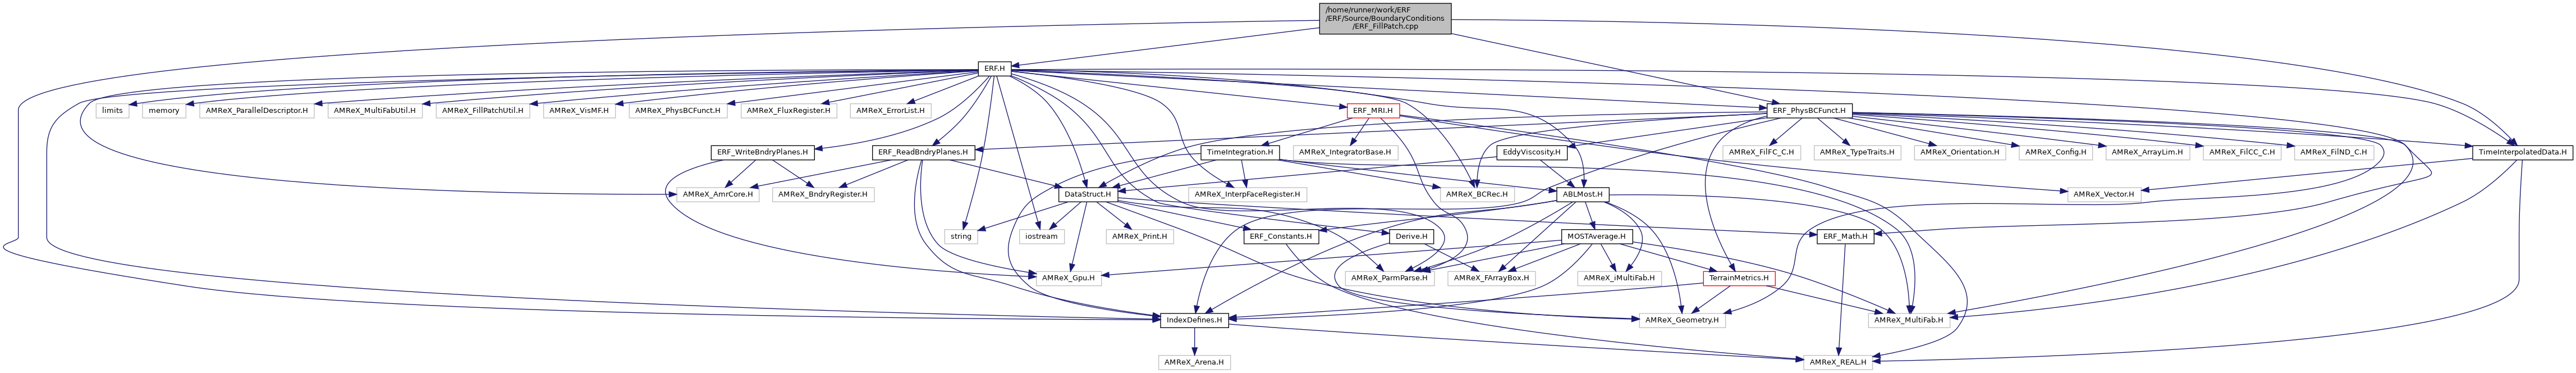 /home/runner/work/ERF
/ERF/Source/BoundaryConditions
/ERF_FillPatch.cpp
ERF.H
limits
memory
AMReX_ParallelDescriptor.H
AMReX_MultiFabUtil.H
AMReX_FillPatchUtil.H
AMReX_VisMF.H
AMReX_PhysBCFunct.H
AMReX_FluxRegister.H
AMReX_ErrorList.H
ERF_MRI.H
ERF_PhysBCFunct.H
ERF_WriteBndryPlanes.H
ERF_ReadBndryPlanes.H
TimeIntegration.H
AMReX_IntegratorBase.H
EddyViscosity.H
AMReX_FilFC_C.H
AMReX_TypeTraits.H
AMReX_Orientation.H
AMReX_Config.H
AMReX_ArrayLim.H
AMReX_FilCC_C.H
AMReX_FilND_C.H
TimeInterpolatedData.H
AMReX_AmrCore.H
AMReX_BndryRegister.H
DataStruct.H
AMReX_InterpFaceRegister.H
AMReX_BCRec.H
ABLMost.H
AMReX_Vector.H
string
iostream
AMReX_Print.H
ERF_Constants.H
Derive.H
MOSTAverage.H
ERF_Math.H
AMReX_Gpu.H
AMReX_ParmParse.H
AMReX_FArrayBox.H
AMReX_iMultiFab.H
TerrainMetrics.H
IndexDefines.H
AMReX_Geometry.H
AMReX_MultiFab.H
AMReX_Arena.H
AMReX_REAL.H